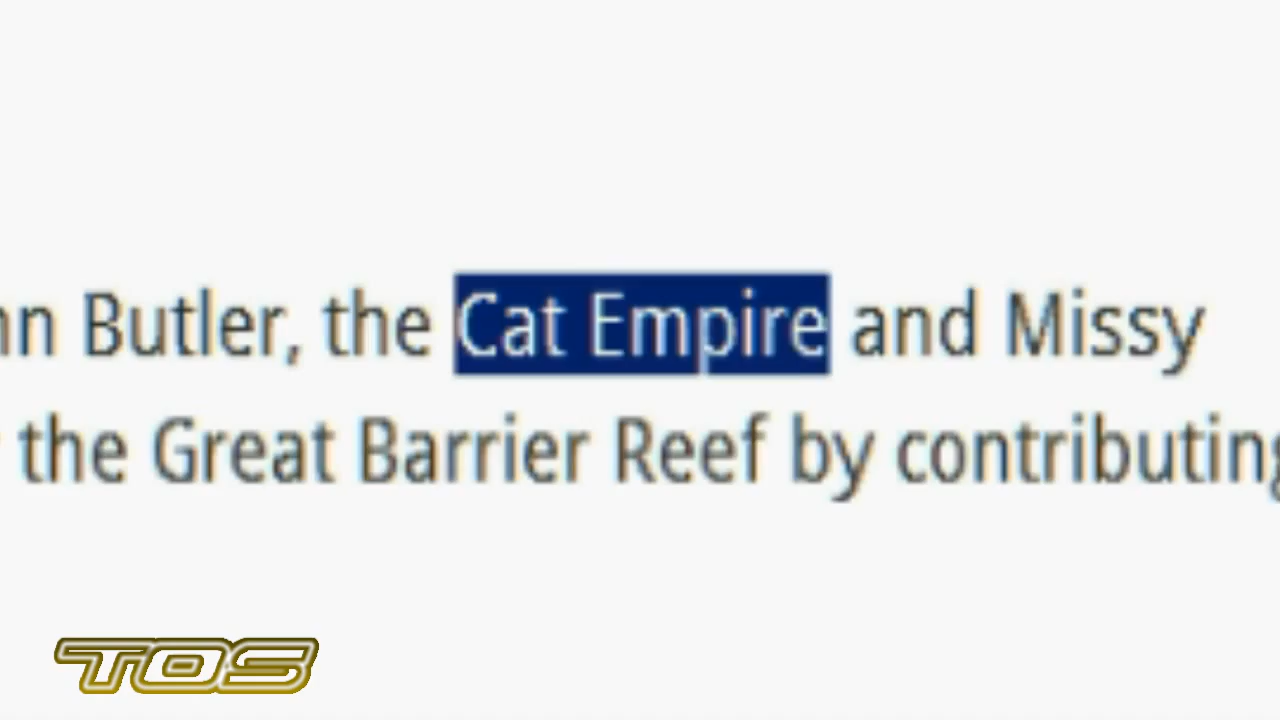 Butler, the Cat Empire and Missy
the Great Barrier Reef by contributing
TOS